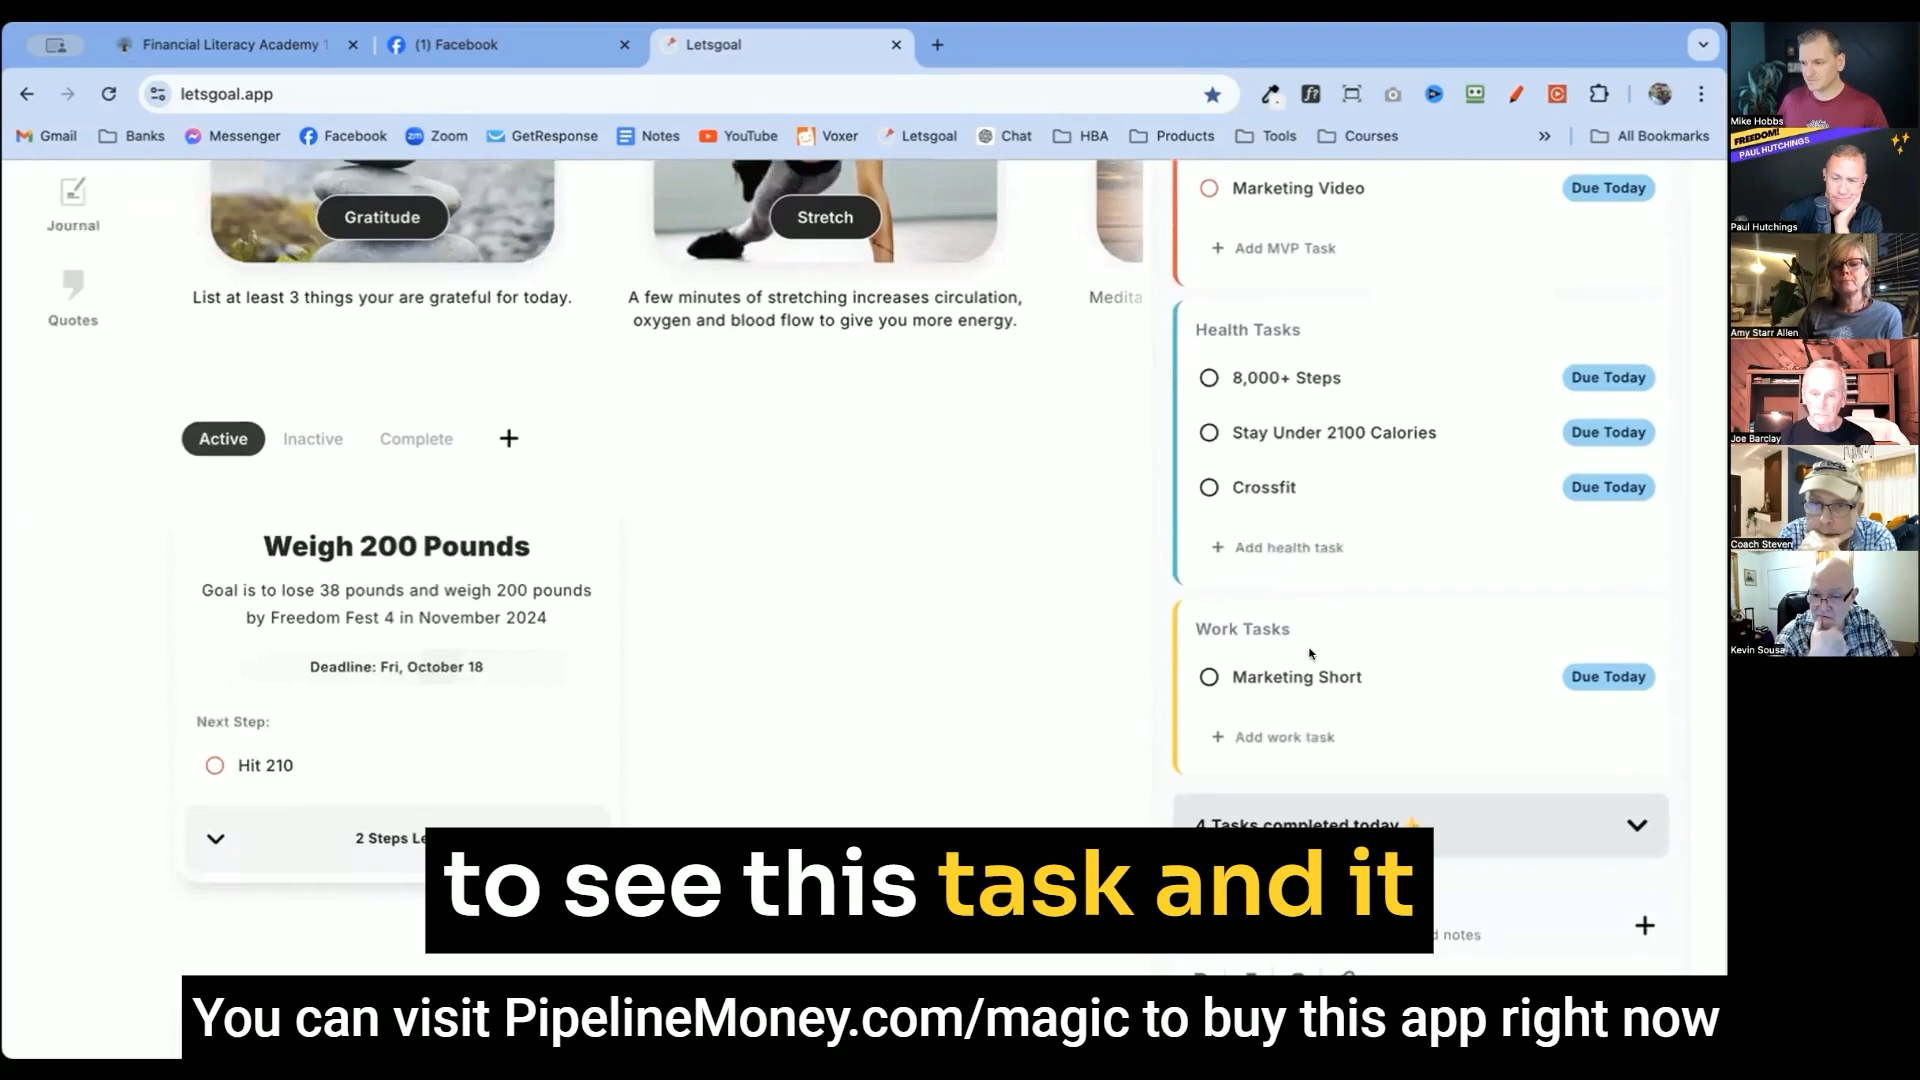 Financial Literacy Academy 1
(1) Facebook
Letsgoal
letsgoal.app
Gmail
Banks
Messenger
Facebook
Zoom
GetResponse
Notes
YouTube
Voxer
Letsgoal
Chat
HBA
Products
Tools
Courses
All Bookmarks
Journal
Quotes
Gratitude
List at least 3 things your are grateful for today.
Stretch
A few minutes of stretching increases circulation,
oxygen and blood flow to give you more energy.
Medita
Active
Inactive
Complete
Weigh 200 Pounds
Goal is to lose 38 pounds and weigh 200 pounds
by Freedom Fest 4 in November 2024
Deadline: Fri, October 18
Next Step:
Hit 210
2 Steps Le
Marketing Video
Due Today
+ Add MVP Task
Health Tasks
8,000+ Steps
Due Today
Stay Under 2100 Calories
Due Today
Crossfit
Due Today
+ Add health task
Work Tasks
Marketing Short
Due Today
+ Add work task
4 Tasks completed today
d notes
to see this task and it
You can visit PipelineMoney.com/magic to buy this app right now
Mike Hobbs
FREEDOM!
PAUL HUTCHINGS
Paul Hutchings
Amy Starr Allen
Joe Barclay
Coach Steven
Kevin Sousa